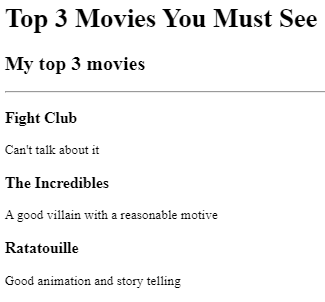 Top 3 Movies You Must See
My top 3 movies
Fight Club
Can't talk about it
The Incredibles
A good villain with a reasonable motive
Ratatouille
Good animation and story telling